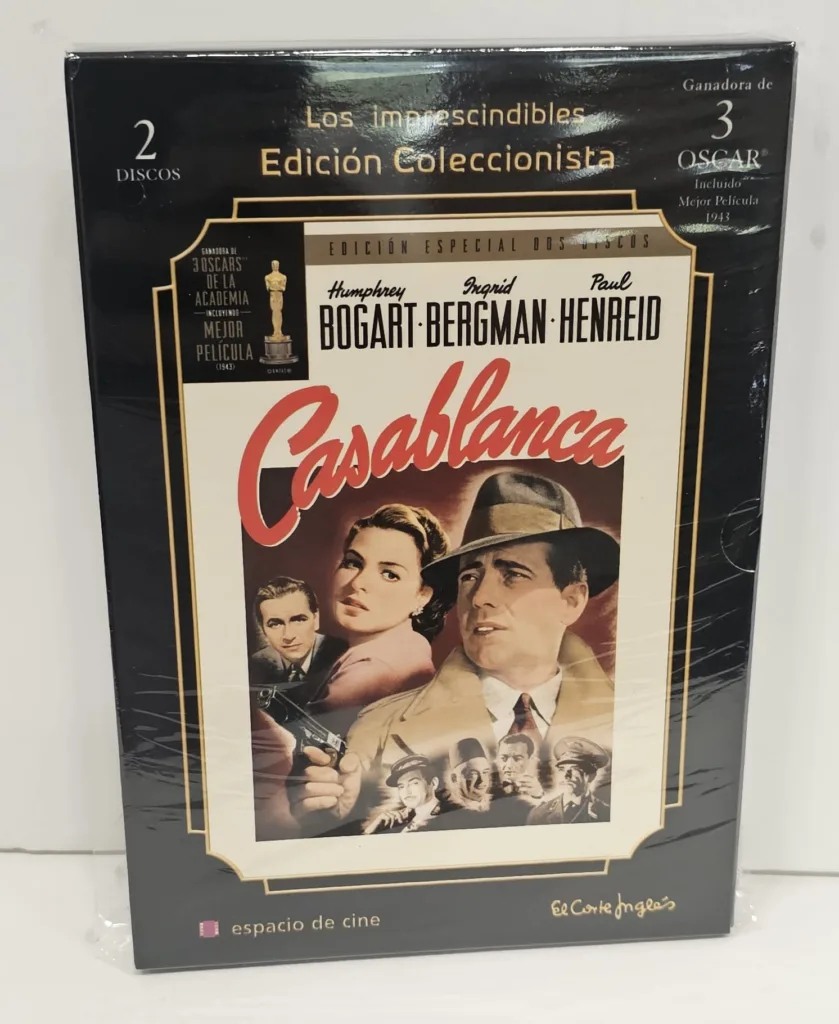 2
DISCOS
Los imprescindibles
Edición Coleccionista
Ganadora de
3
OSCAR®
Incluido
Mejor Película
1943
GANADORA DE
3 OSCARS™
DE LA
ACADEMIA
INCLUYENDO
MEJOR
PELÍCULA
(1943)
EDICIÓN ESPECIAL DOS DISCOS
Humphrey Ingrid Paul
BOGART · BERGMAN · HENREID
Casablanca
espacio de cine
El Corte Inglés